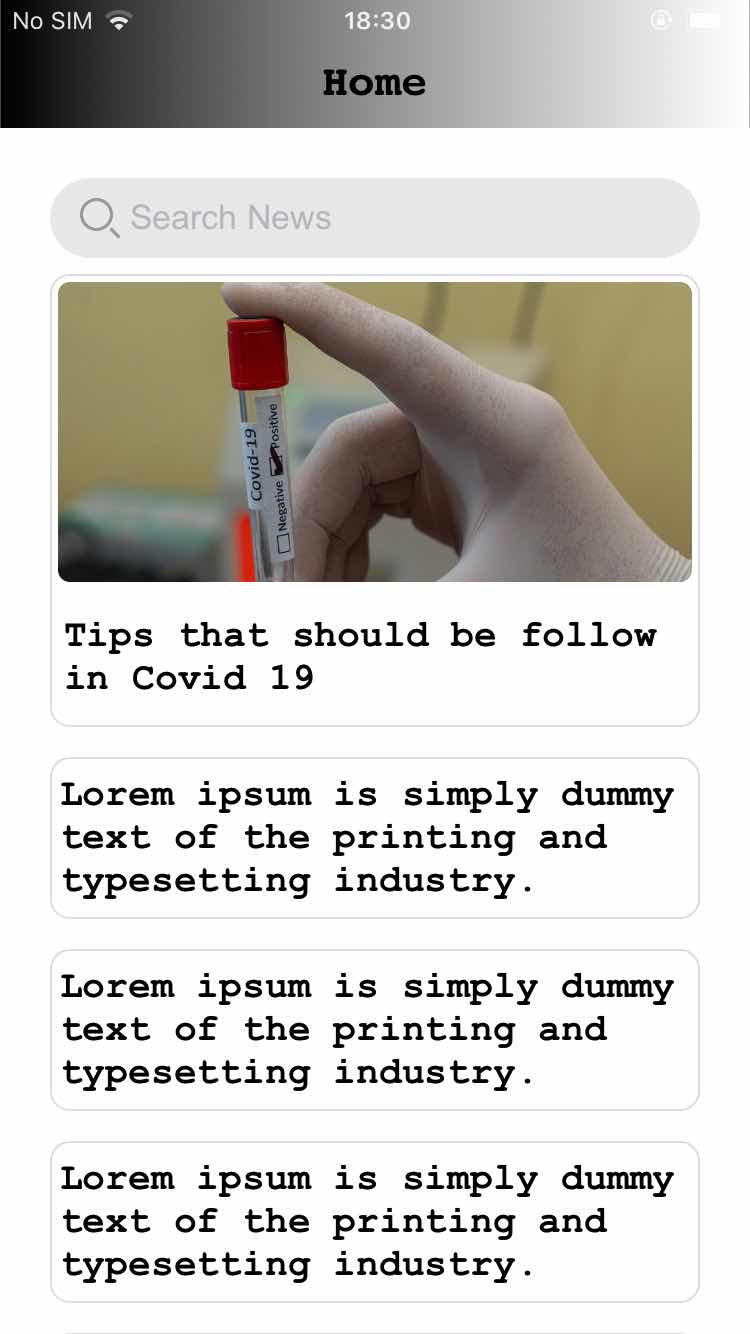 No SIM 18:30
Home
Search News
Covid-19
Negative Positive
Tips that should be follow
in Covid 19
Lorem ipsum is simply dummy
text of the printing and
typesetting industry.
Lorem ipsum is simply dummy
text of the printing and
typesetting industry.
Lorem ipsum is simply dummy
text of the printing and
typesetting industry.